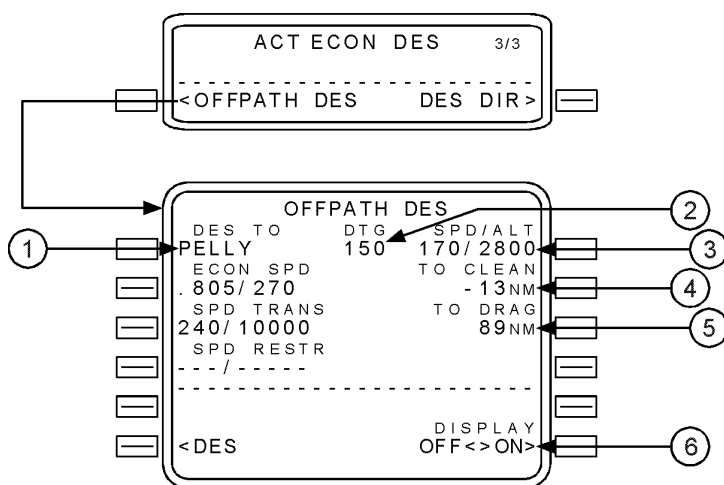 ACT ECON DES 3/3
- - - - - - - - - - - - - - - - - - - - - - - -
<OFFPATH DES DES DIR>
OFFPATH DES
DES TO DTG SPD/ALT
PELLY 150 170/2800
ECON SPD TO CLEAN
.805/270 -13NM
SPD TRANS TO DRAG
240/10000 89NM
SPD RESTR
---/-----
- - - - - - - - - - - - - - - - - - - - - - - -
DISPLAY
<DES OFF<>ON>
1
2
3
4
5
6